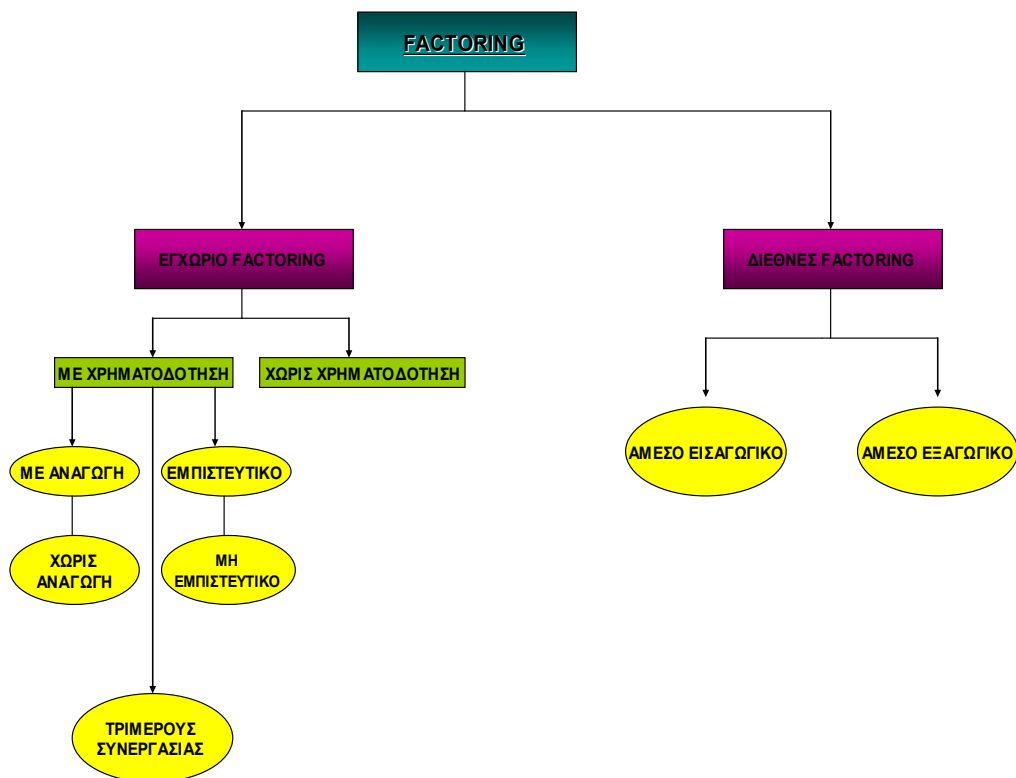 FACTORING
ΕΓΧΩΡΙΟ FACTORING
ΔΙΕΘΝΕΣ FACTORING
ΜΕ ΧΡΗΜΑΤΟΔΟΤΗΣΗ
ΧΩΡΙΣ ΧΡΗΜΑΤΟΔΟΤΗΣΗ
ΜΕ ΑΝΑΓΩΓΗ
ΕΜΠΙΣΤΕΥΤΙΚΟ
ΑΜΕΣΟ ΕΙΣΑΓΩΓΙΚΟ
ΑΜΕΣΟ ΕΞΑΓΩΓΙΚΟ
ΧΩΡΙΣ
ΑΝΑΓΩΓΗ
ΜΗ
ΕΜΠΙΣΤΕΥΤΙΚΟ
ΤΡΙΜΕΡΟΥΣ
ΣΥΝΕΡΓΑΣΙΑΣ